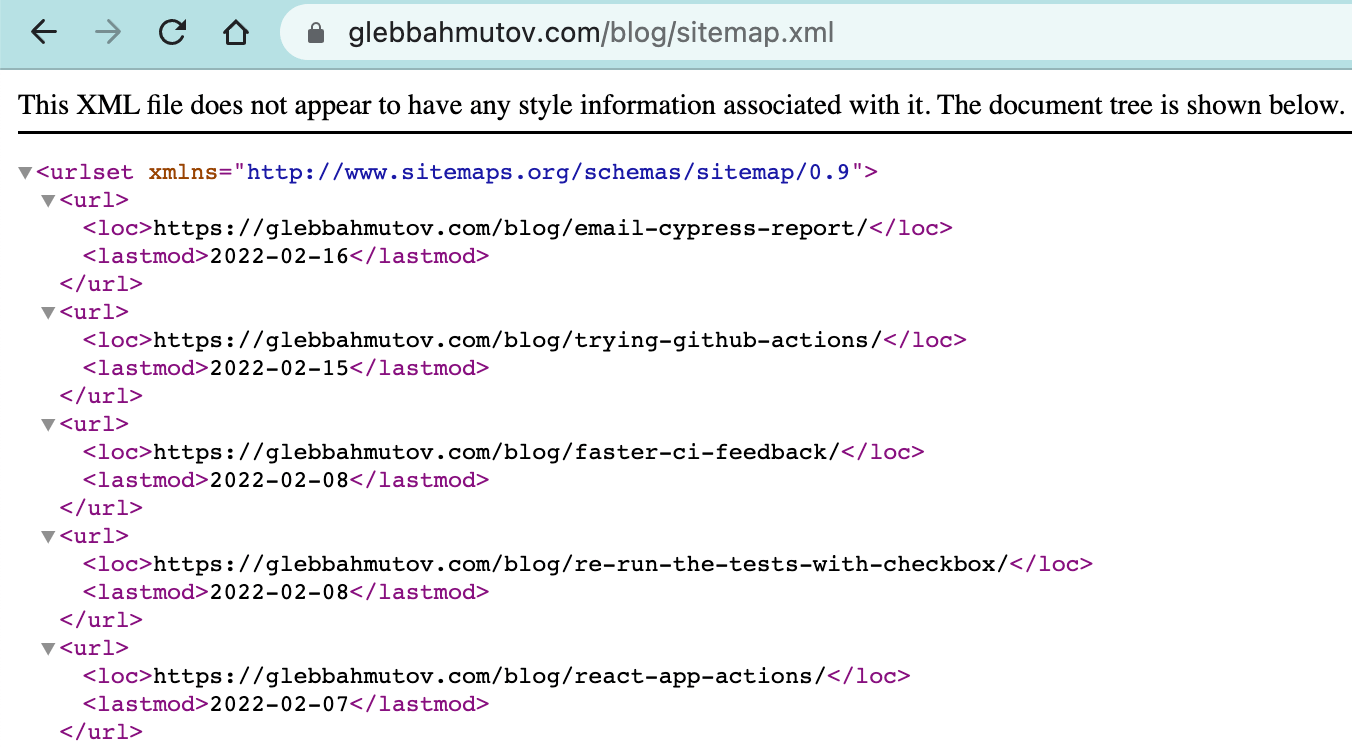 glebbahmutov.com/blog/sitemap.xml
This XML file does not appear to have any style information associated with it. The document tree is shown below.
<urlset xmlns="http://www.sitemaps.org/schemas/sitemap/0.9">
<url>
<loc>https://glebbahmutov.com/blog/email-cypress-report/</loc>
<lastmod>2022-02-16</lastmod>
</url>
<url>
<loc>https://glebbahmutov.com/blog/trying-github-actions/</loc>
<lastmod>2022-02-15</lastmod>
</url>
<url>
<loc>https://glebbahmutov.com/blog/faster-ci-feedback/</loc>
<lastmod>2022-02-08</lastmod>
</url>
<url>
<loc>https://glebbahmutov.com/blog/re-run-the-tests-with-checkbox/</loc>
<lastmod>2022-02-08</lastmod>
</url>
<url>
<loc>https://glebbahmutov.com/blog/react-app-actions/</loc>
<lastmod>2022-02-07</lastmod>
</url>